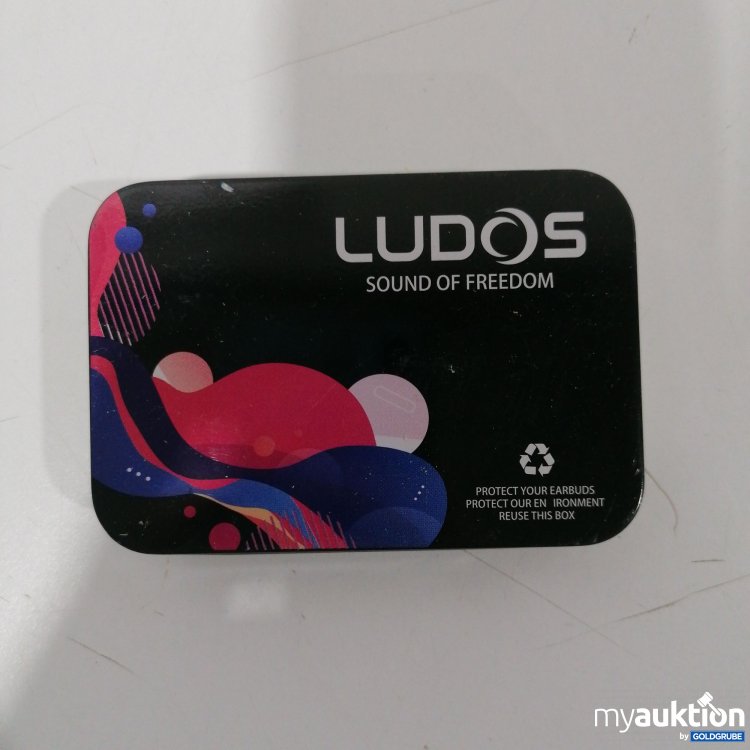 LUDOS
SOUND OF FREEDOM
PROTECT YOUR EARBUDS
PROTECT OUR EN IRONMENT
REUSE THIS BOX
myauktion
by GOLDGRUBE